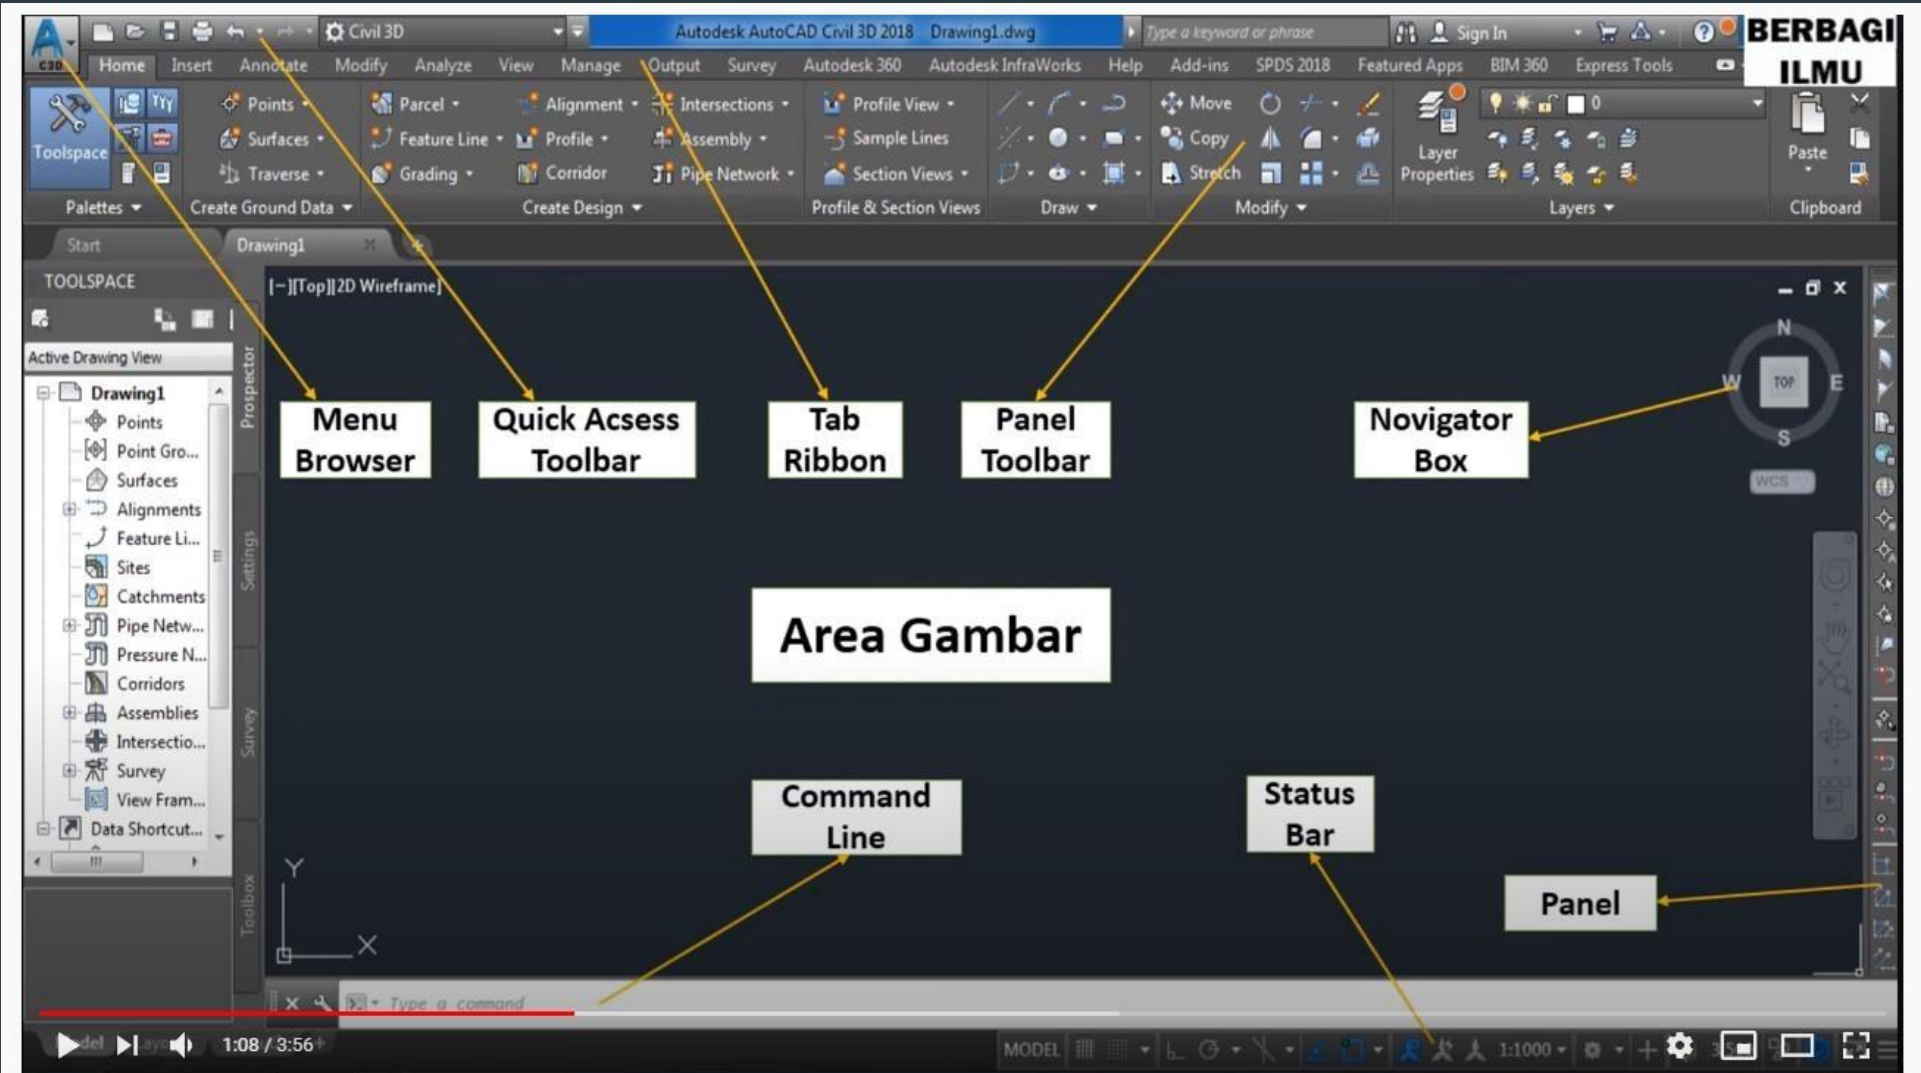 C3D
Civil 3D
Autodesk AutoCAD Civil 3D 2018 Drawing1.dwg
Type a keyword or phrase
Sign In
BERBAGI
ILMU
Home Insert Annotate Modify Analyze View Manage Output Survey Autodesk 360 Autodesk InfraWorks Help Add-ins SPDS 2018 Featured Apps BIM 360 Express Tools
Points Parcel Alignment Intersections Profile View Move 0
Toolspace Surfaces Feature Line Profile Assembly Sample Lines Copy Layer Properties Paste
Traverse Grading Corridor Pipe Network Section Views Stretch
Palettes Create Ground Data Create Design Profile & Section Views Draw Modify Layers Clipboard
Start Drawing1
TOOLSPACE
[−][Top][2D Wireframe]
Active Drawing View
Prospector
Settings
Survey
Toolbox
Drawing1
Points
Point Gro...
Surfaces
Alignments
Feature Li...
Sites
Catchments
Pipe Netw...
Pressure N...
Corridors
Assemblies
Intersectio...
Survey
View Fram...
Data Shortcut...
N
W TOP E
S
WCS
Menu
Browser
Quick Acsess
Toolbar
Tab
Ribbon
Panel
Toolbar
Novigator
Box
Area Gambar
Command
Line
Status
Bar
Panel
Y
X
Type a command
1:08 / 3:56
MODEL 1:1000